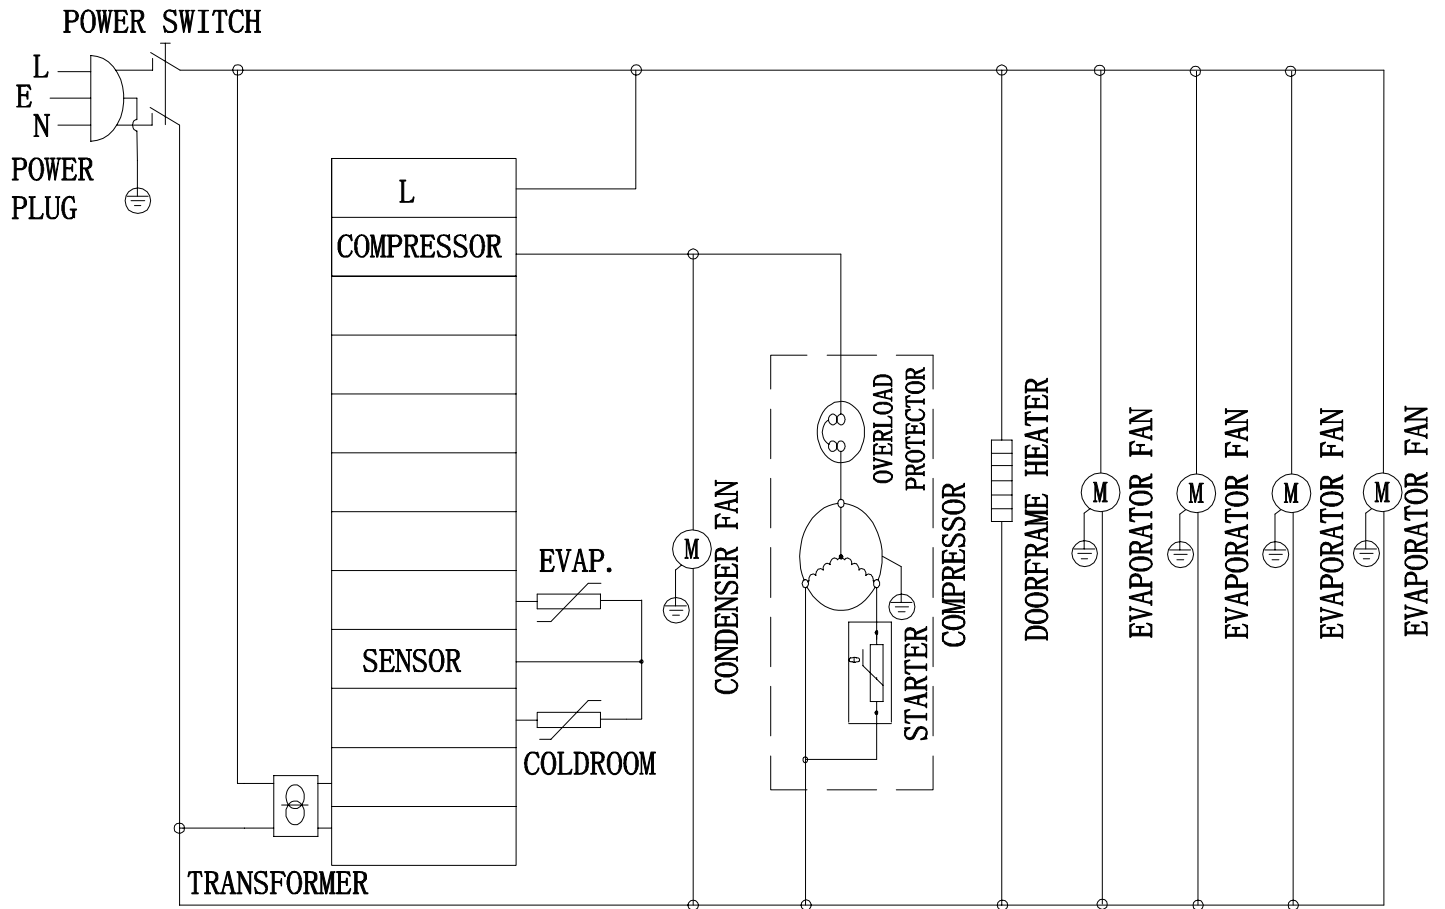 POWER SWITCH
L
E
N
POWER
PLUG
L
COMPRESSOR
EVAP.
SENSOR
COLDROOM
TRANSFORMER
M
CONDENSER FAN
OVERLOAD
PROTECTOR
STARTER
COMPRESSOR
DOORFRAME HEATER
M
EVAPORATOR FAN
M
EVAPORATOR FAN
M
EVAPORATOR FAN
M
EVAPORATOR FAN